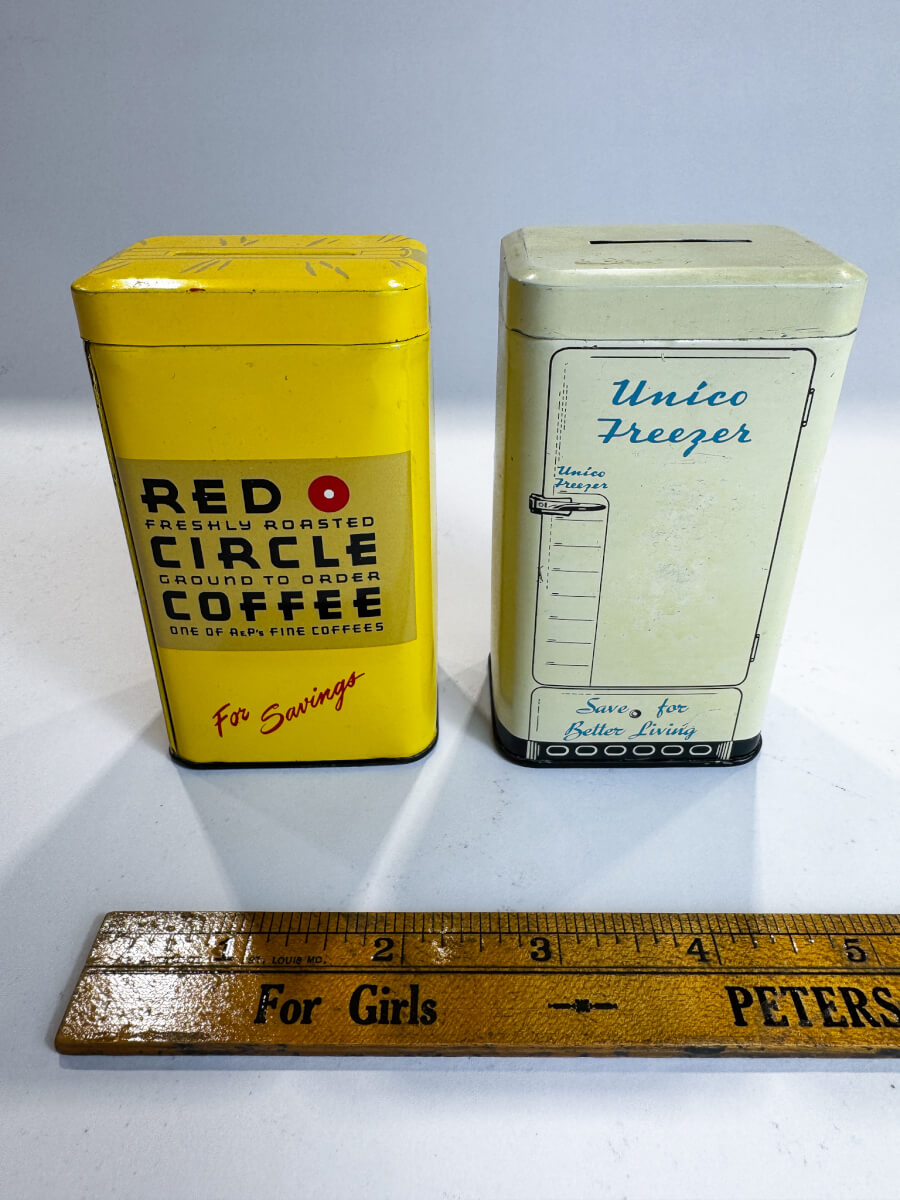 RED
FRESHLY ROASTED
CIRCLE
GROUND TO ORDER
COFFEE
ONE OF A&P's FINE COFFEES
For Savings
Unico
Freezer
Unico
Freezer
Save for
Better Living
1 2 3 4 5
ST. LOUIS MO.
For Girls PETERS